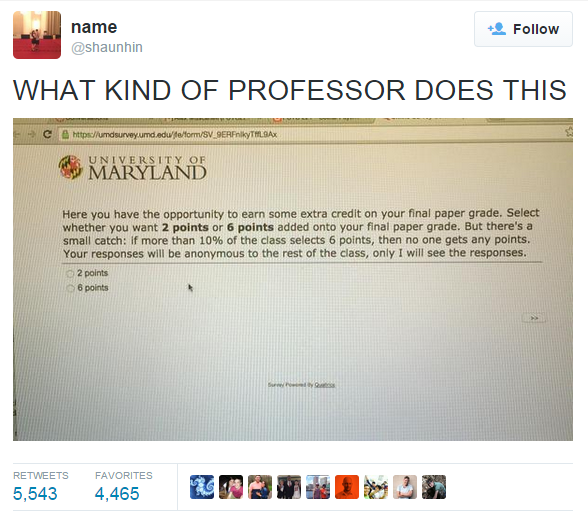 name
@shaunhin
Follow
WHAT KIND OF PROFESSOR DOES THIS
https://umdsurvey.umd.edu/jfe/form/SV_9ERFnlkyTffL9Ax
UNIVERSITY OF
MARYLAND
Here you have the opportunity to earn some extra credit on your final paper grade. Select
whether you want 2 points or 6 points added onto your final paper grade. But there's a
small catch: if more than 10% of the class selects 6 points, then no one gets any points.
Your responses will be anonymous to the rest of the class, only I will see the responses.
2 points
6 points
>>
Survey Powered By Qualtrics
RETWEETS
FAVORITES
5,543
4,465